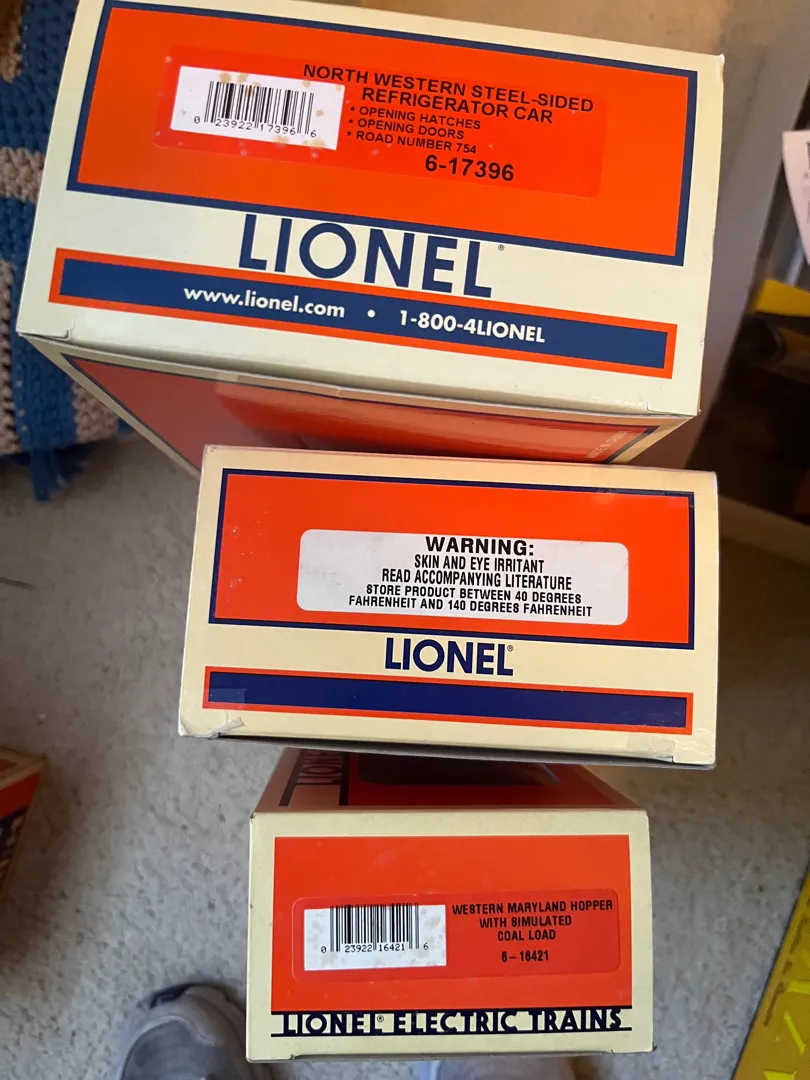 NORTH WESTERN STEEL-SIDED
REFRIGERATOR CAR
* OPENING HATCHES
* OPENING DOORS
* ROAD NUMBER 754
6-17396
0 23922 17396 6
LIONEL®
www.lionel.com • 1-800-4LIONEL
WARNING:
SKIN AND EYE IRRITANT
READ ACCOMPANYING LITERATURE
STORE PRODUCT BETWEEN 40 DEGREES
FAHRENHEIT AND 140 DEGREES FAHRENHEIT
LIONEL®
LIONEL
WESTERN MARYLAND HOPPER
WITH SIMULATED
COAL LOAD
6-16421
0 23922 16421 6
LIONEL® ELECTRIC TRAINS